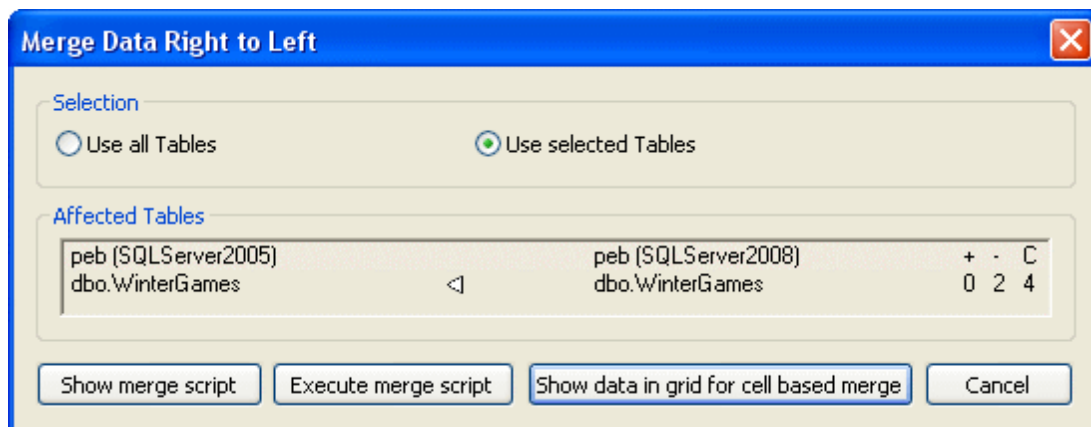 Merge Data Right to Left
Selection
Use all Tables Use selected Tables
Affected Tables
peb (SQLServer2005) peb (SQLServer2008) + - C
dbo.WinterGames dbo.WinterGames 0 2 4
Show merge script Execute merge script Show data in grid for cell based merge Cancel